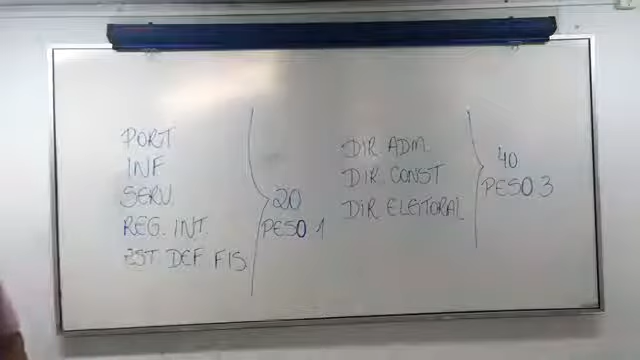 PORT
INF
SERV.
REG. INT.
EST DEF FIS
20
PESO 1
DIR ADM.
DIR. CONST
DIR ELEITORAL
40
PESO 3